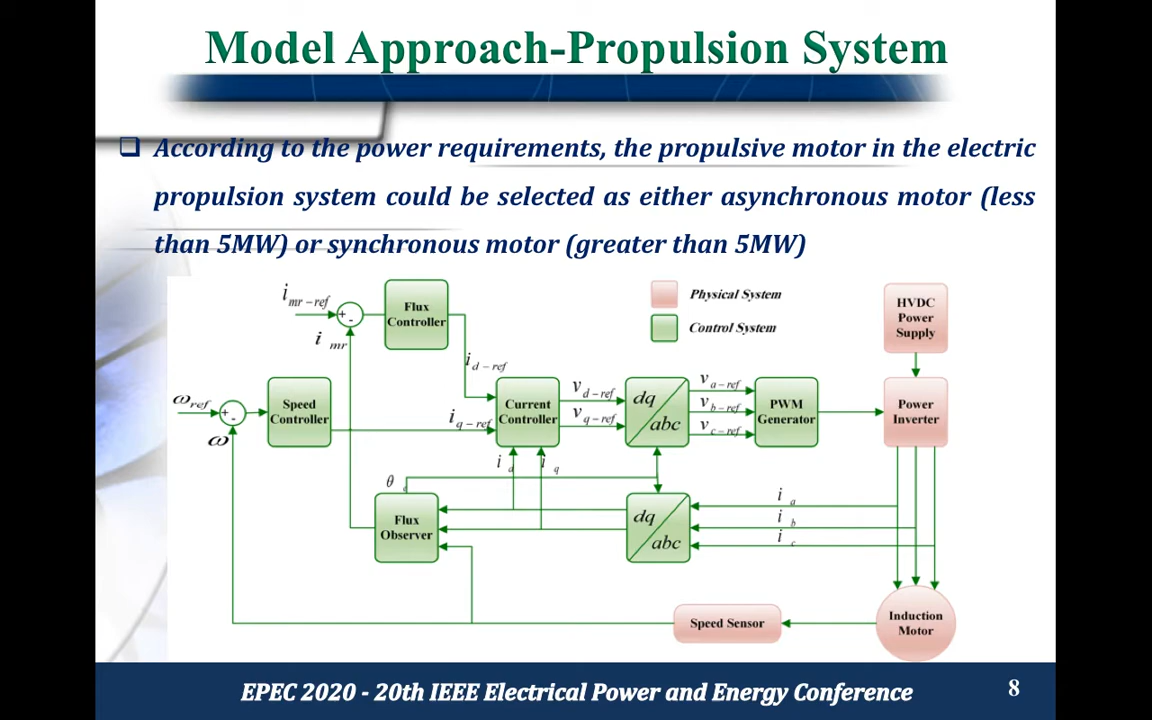 Model Approach-Propulsion System
According to the power requirements, the propulsive motor in the electric
propulsion system could be selected as either asynchronous motor (less
than 5MW) or synchronous motor (greater than 5MW)
i mr-ref
+
-
i mr
Flux
Controller
i d-ref
Physical System
Control System
HVDC
Power
Supply
ω ref
+
-
ω
Speed
Controller
i q-ref
Current
Controller
v d-ref
v q-ref
dq
abc
v a-ref
v b-ref
v c-ref
PWM
Generator
Power
Inverter
i d
i q
θ e
Flux
Observer
dq
abc
i a
i b
i c
Speed Sensor
Induction
Motor
EPEC 2020 - 20th IEEE Electrical Power and Energy Conference
8